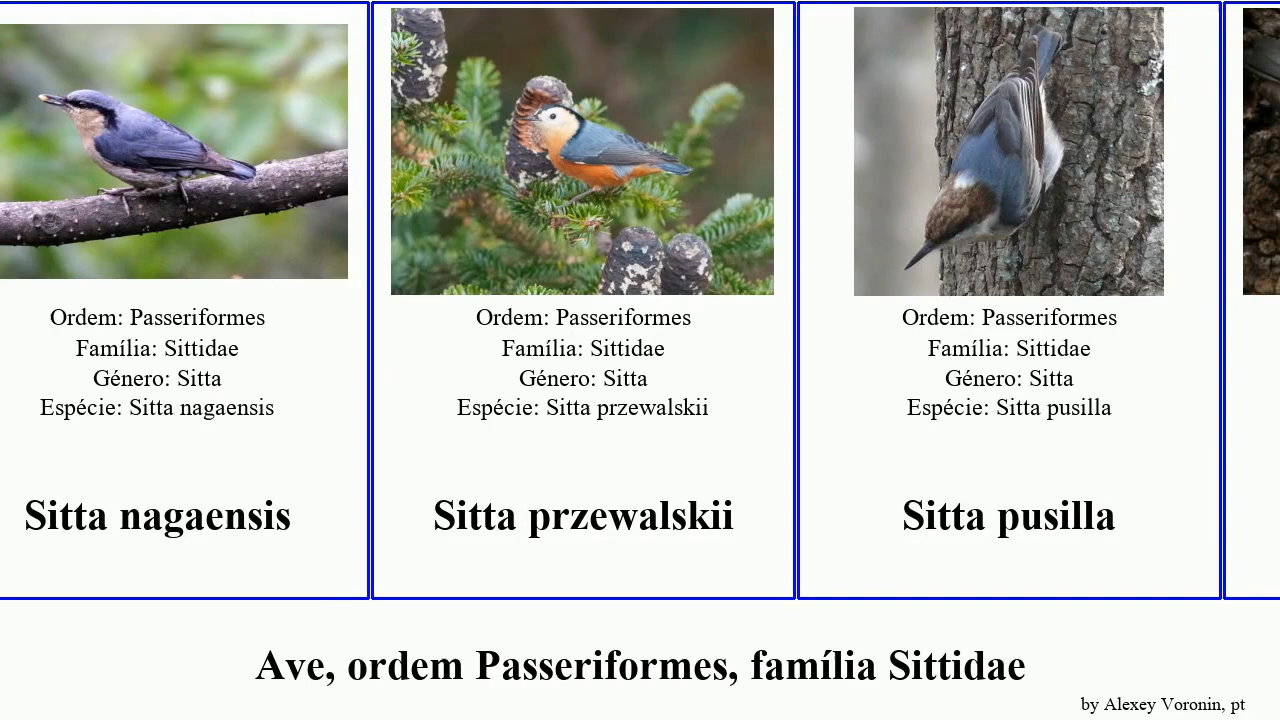 Ordem: Passeriformes
Família: Sittidae
Género: Sitta
Espécie: Sitta nagaensis
Sitta nagaensis
Ordem: Passeriformes
Família: Sittidae
Género: Sitta
Espécie: Sitta przewalskii
Sitta przewalskii
Ordem: Passeriformes
Família: Sittidae
Género: Sitta
Espécie: Sitta pusilla
Sitta pusilla
Ave, ordem Passeriformes, família Sittidae
by Alexey Voronin, pt